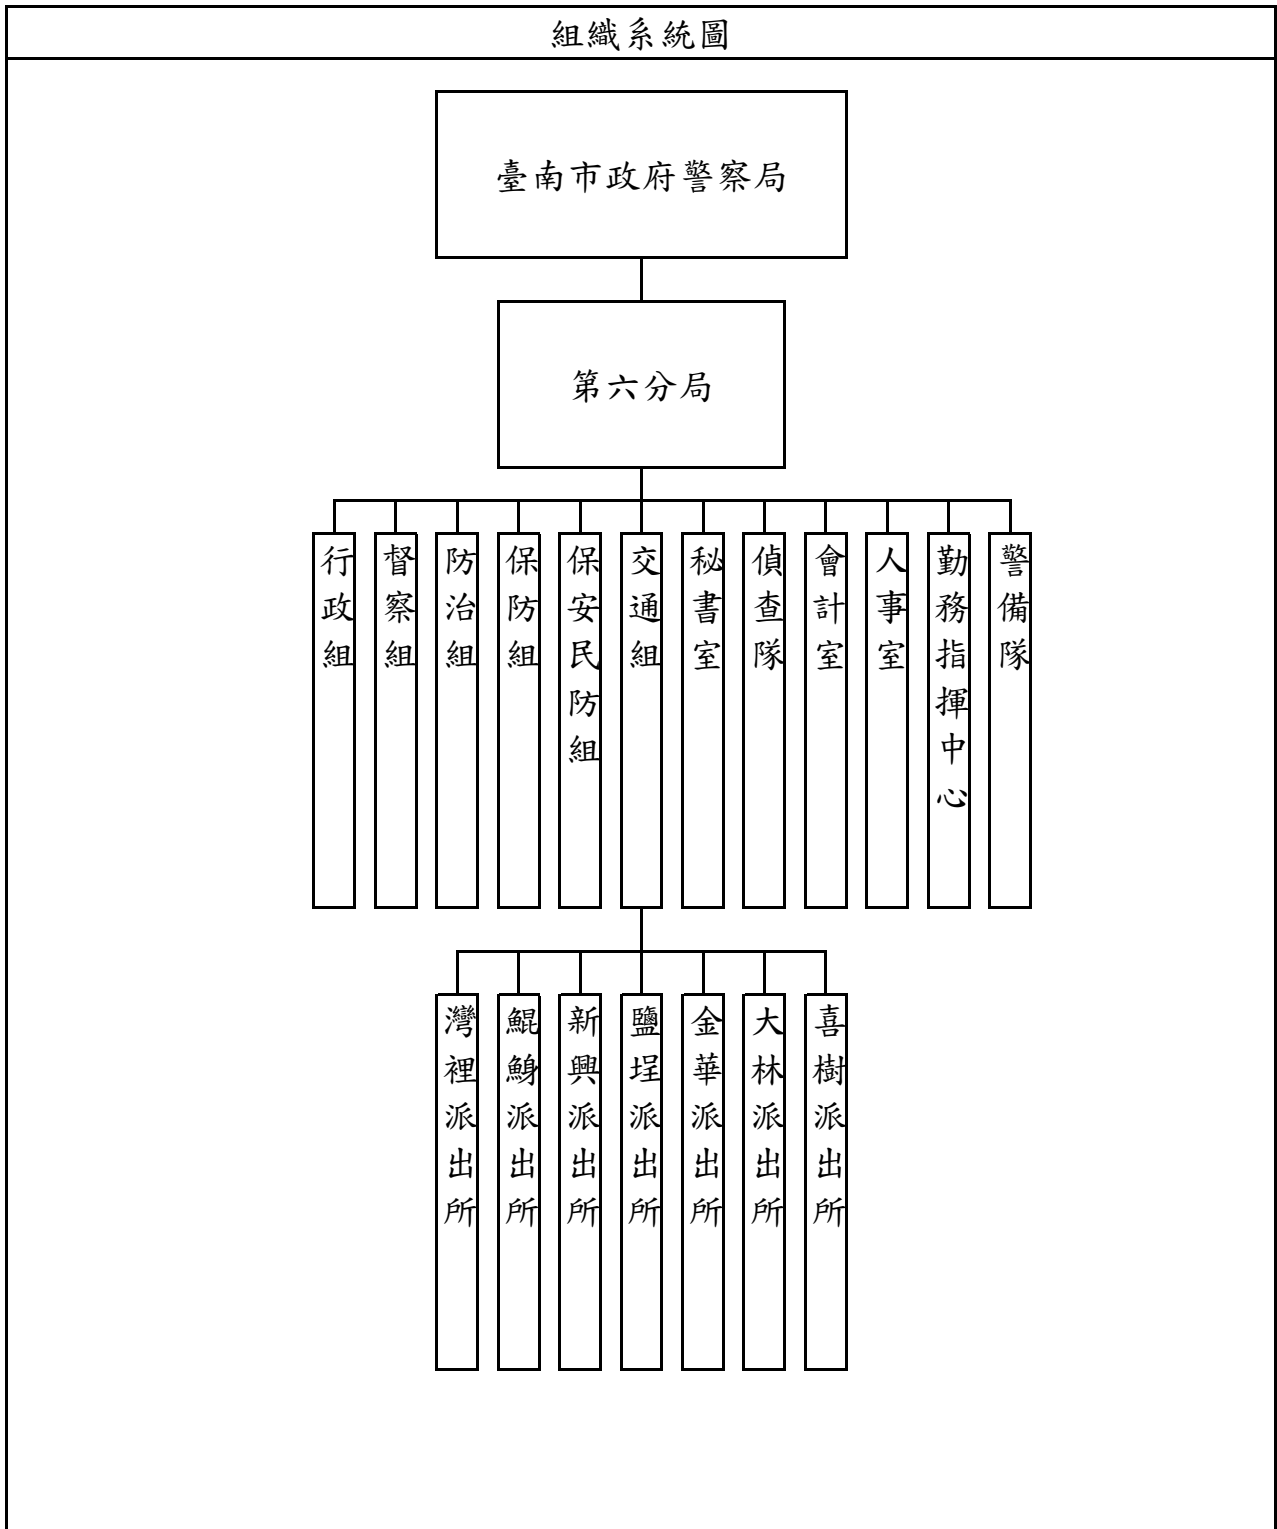 組織系統圖
臺南市政府警察局
第六分局
行政組
督察組
防治組
保防組
保安民防組
交通組
秘書室
偵查隊
會計室
人事室
勤務指揮中心
警備隊
灣裡派出所
鯤鯓派出所
新興派出所
鹽埕派出所
金華派出所
大林派出所
喜樹派出所